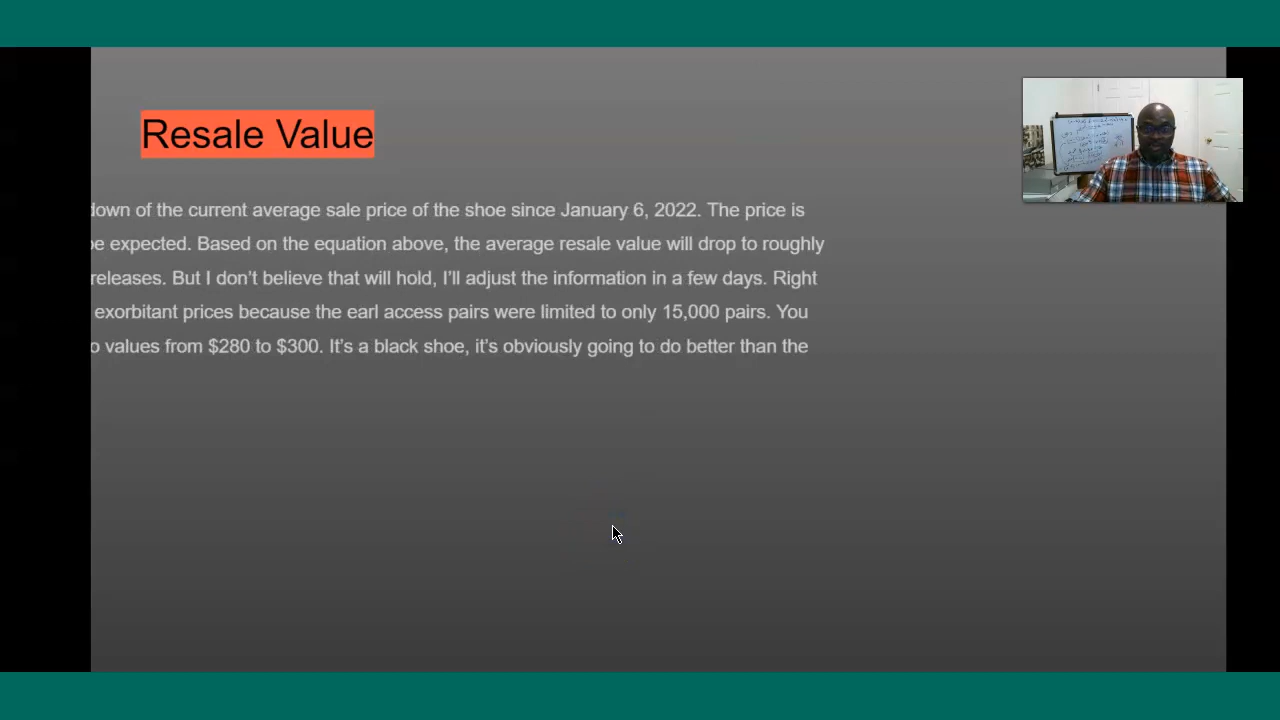 Resale Value
down of the current average sale price of the shoe since January 6, 2022. The price is
be expected. Based on the equation above, the average resale value will drop to roughly
releases. But I don’t believe that will hold, I’ll adjust the information in a few days. Right
exorbitant prices because the earl access pairs were limited to only 15,000 pairs. You
o values from $280 to $300. It’s a black shoe, it’s obviously going to do better than the